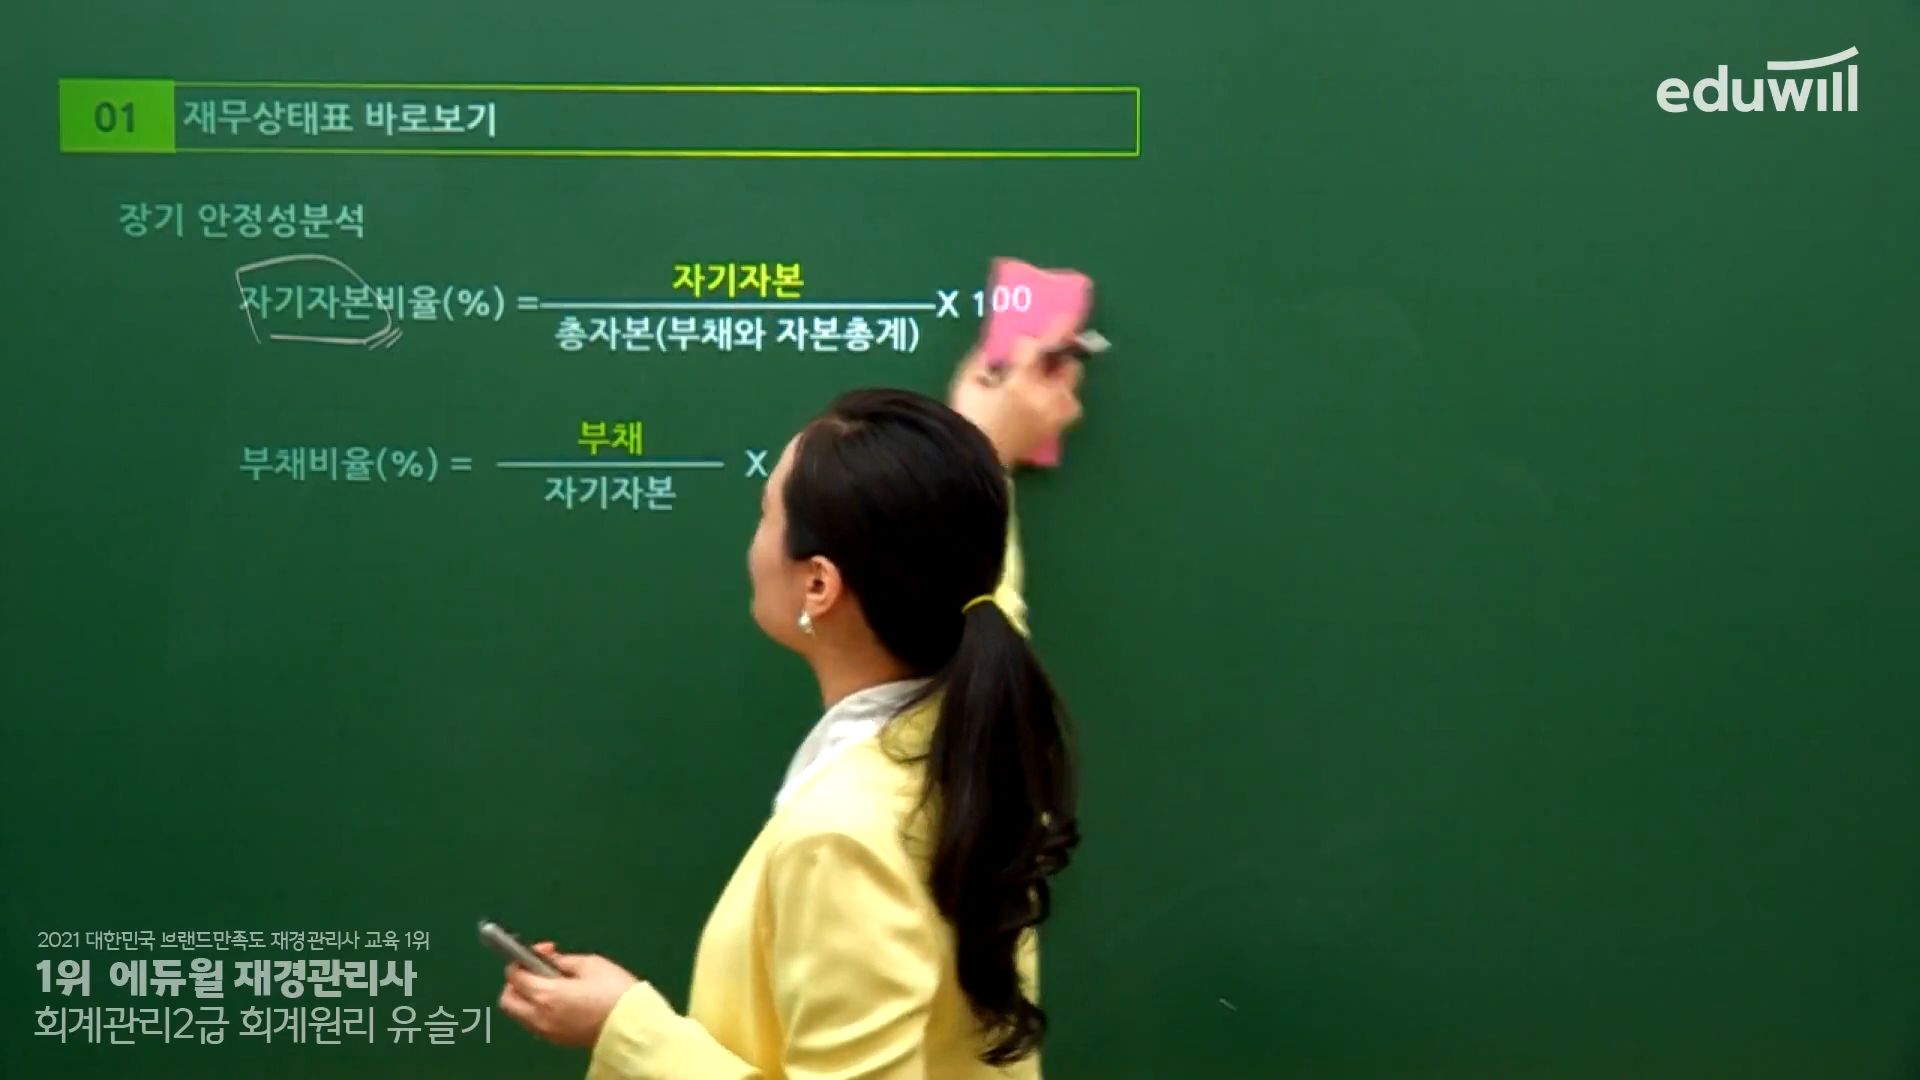 eduwill
01 재무상태표 바로보기
장기 안정성분석
자기자본
자기자본비율(%) = X 100
총자본(부채와 자본총계)
부채
부채비율(%) = X
자기자본
2021 대한민국 브랜드만족도 재경관리사 교육 1위
1위 에듀윌 재경관리사
회계관리2급 회계원리 유슬기